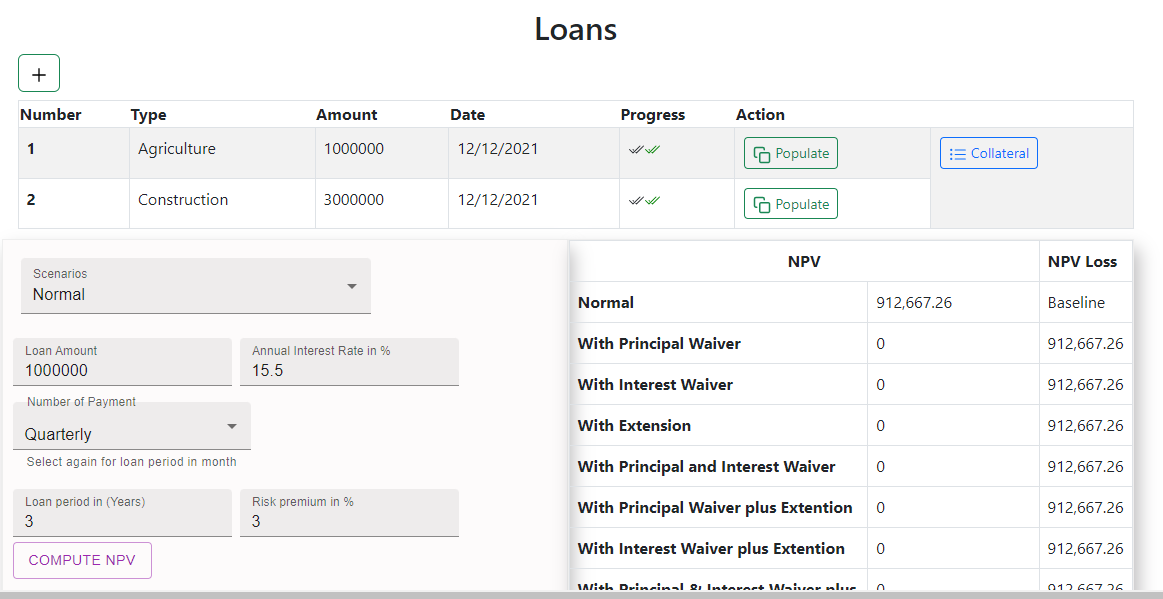 Loans
+
Number Type Amount Date Progress Action
1 Agriculture 1000000 12/12/2021 Populate Collateral
2 Construction 3000000 12/12/2021 Populate
Scenarios
Normal
Loan Amount Annual Interest Rate in %
1000000 15.5
Number of Payment
Quarterly
Select again for loan period in month
Loan period in (Years) Risk premium in %
3 3
COMPUTE NPV
NPV NPV Loss
Normal 912,667.26 Baseline
With Principal Waiver 0 912,667.26
With Interest Waiver 0 912,667.26
With Extension 0 912,667.26
With Principal and Interest Waiver 0 912,667.26
With Principal Waiver plus Extention 0 912,667.26
With Interest Waiver plus Extention 0 912,667.26
With Principal & Interest Waiver plus 0 912,667.26